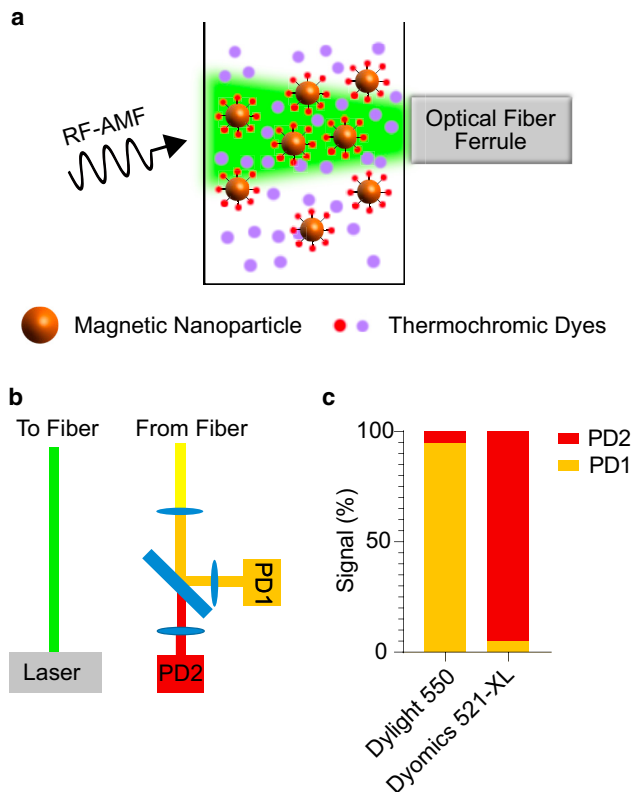 a
RF-AMF
Optical Fiber
Ferrule
Magnetic Nanoparticle
Thermochromic Dyes
b
To Fiber
From Fiber
PD1
Laser
PD2
c
100
50
0
Signal (%)
PD2
PD1
Dylight 550
Dyomics 521-XL